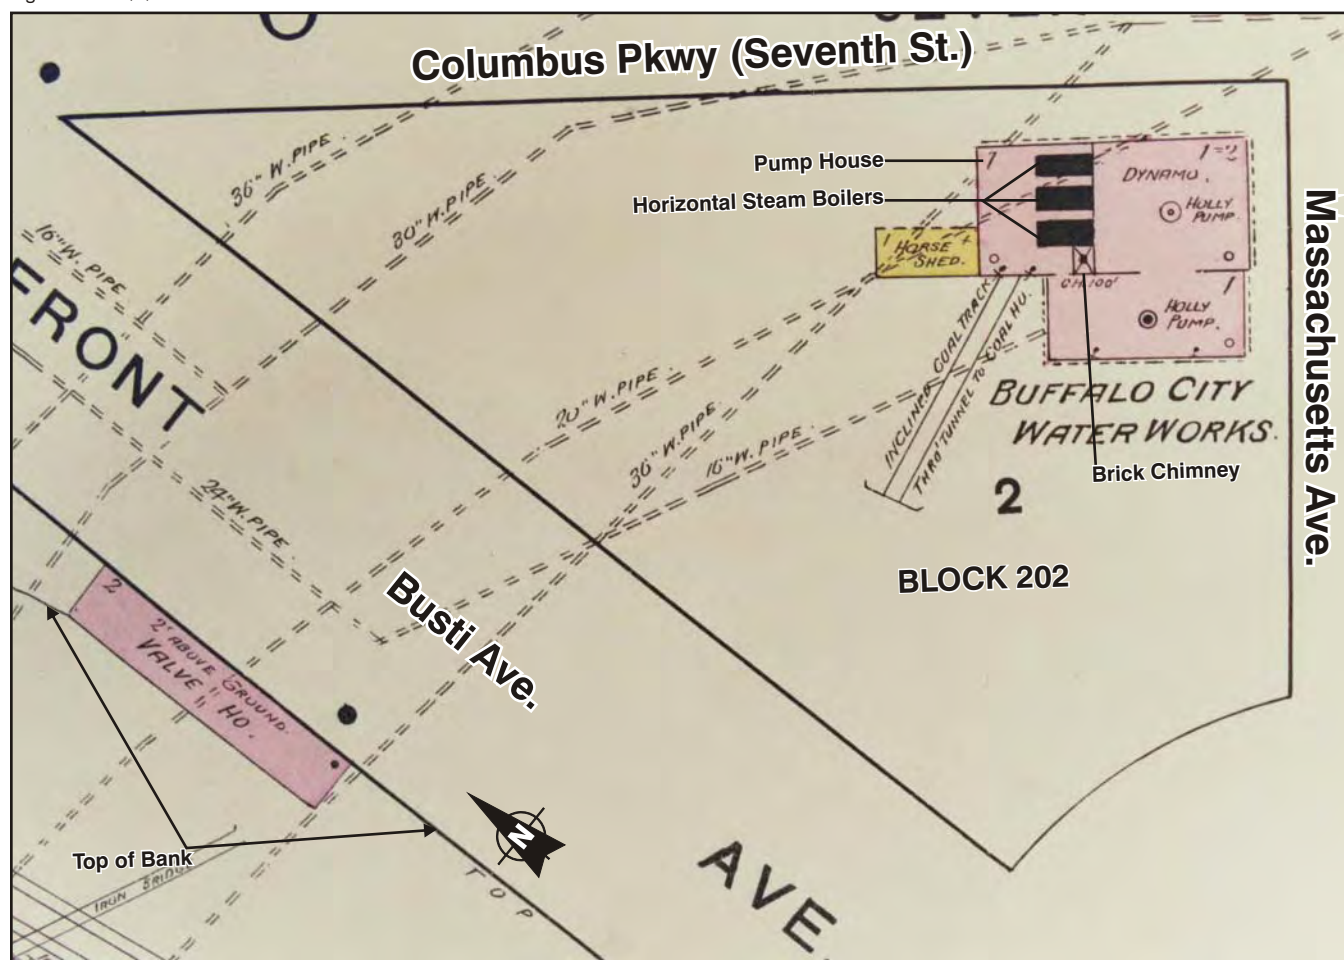 Columbus Pkwy (Seventh St.)
36" W. PIPE.
30" W. PIPE.
Pump House
1
1=2
DYNAMO.
HOLLY
PUMP.
Horizontal Steam Boilers
16" W. PIPE
1
HORSE
SHED.
FRONT
CH.100'
1
HOLLY
PUMP.
Massachusetts Ave.
INCLINED COAL TRACK
THRO' TUNNEL TO COAL HO.
20" W. PIPE.
36" W. PIPE.
16" W. PIPE.
BUFFALO CITY
WATER WORKS.
Brick Chimney
24" W. PIPE.
2
BLOCK 202
Busti Ave.
2
2' ABOVE GROUND.
VALVE HO.
N
Top of Bank
IRON BRIDGE
TOP
AVE.